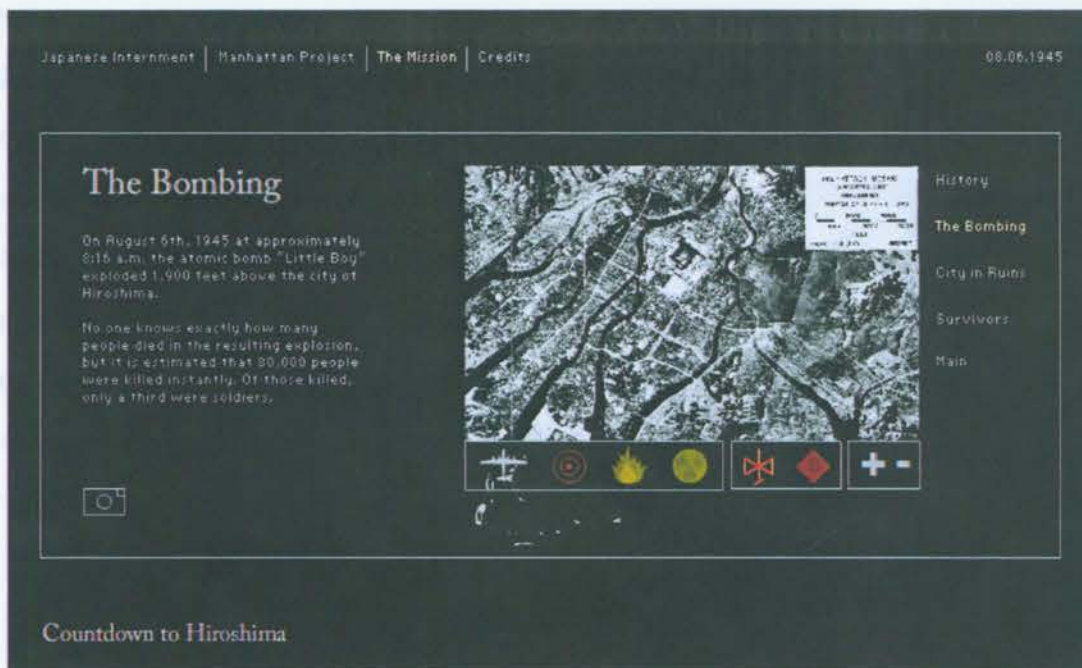 Japanese Internment | Manhattan Project | The Mission | Credits
08.06.1945
The Bombing
On August 6th, 1945 at approximately
8:16 a.m. the atomic bomb "Little Boy"
exploded 1,900 feet above the city of
Hiroshima.
No one knows exactly how many
people died in the resulting explosion,
but it is estimated that 80,000 people
were killed instantly. Of those killed,
only a third were soldiers.
History
The Bombing
City in Ruins
Survivors
Main
Countdown to Hiroshima